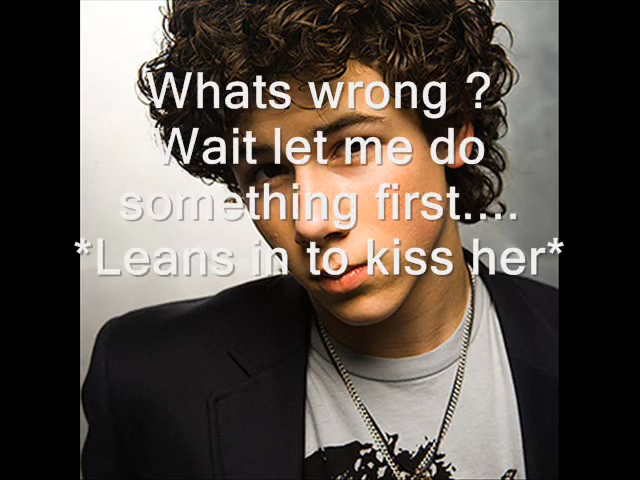 Whats wrong ?
Wait let me do
something first....
*Leans in to kiss her*